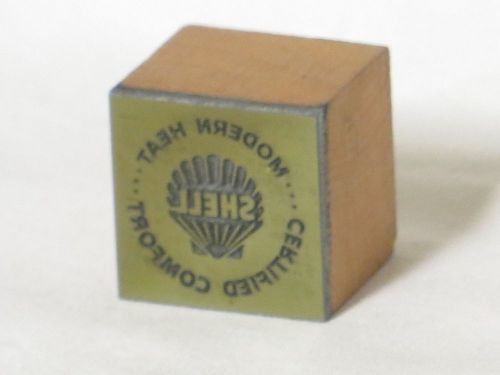 MODERN HEAT...
SHELL
CERTIFIED COMFORT...